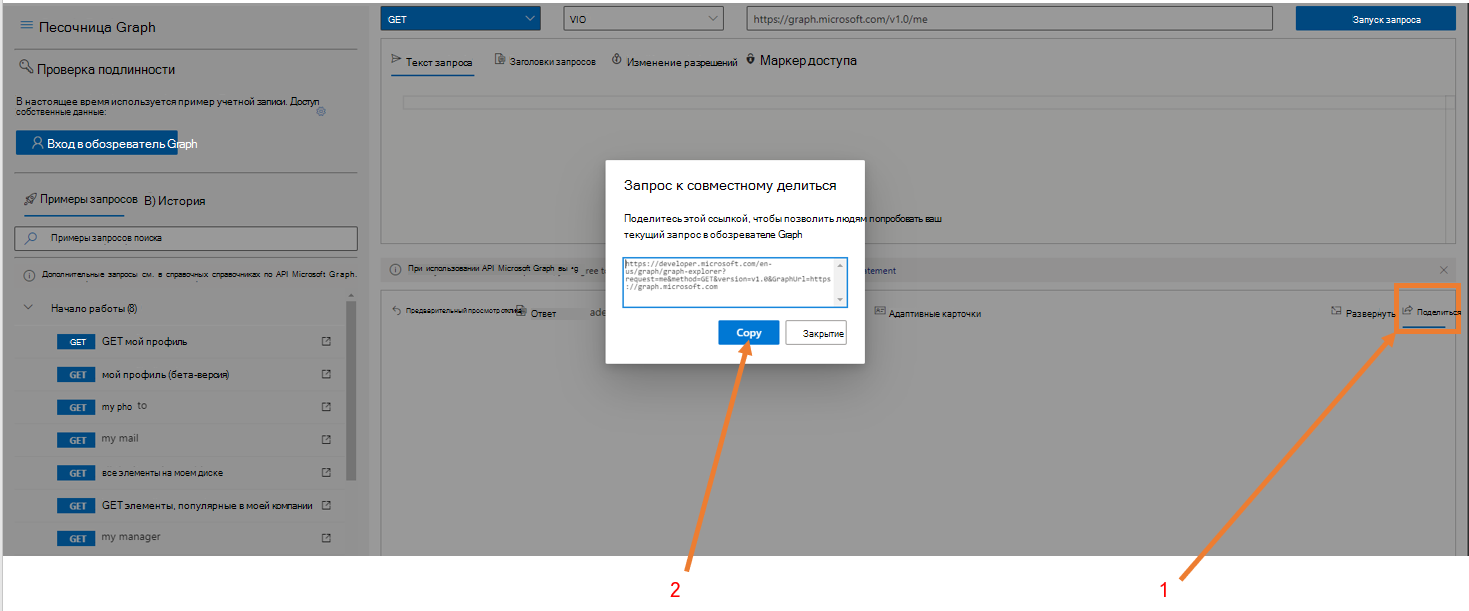 Песочница Graph
GET
VIO
https://graph.microsoft.com/v1.0/me
Запуск запроса
Проверка подлинности
В настоящее время используется пример учетной записи. Доступ
собственные данные:
Вход в обозреватель Graph
Текст запроса
Заголовки запросов
Изменение разрешений
Маркер доступа
Примеры запросов
В) История
Примеры запросов поиска
Дополнительные запросы см. в справочных справочниках по API Microsoft Graph.
Начало работы (8)
GET GET мой профиль
GET мой профиль (бета-версия)
GET my pho to
GET my mail
GET все элементы на моем диске
GET GET элементы, популярные в моей компании
GET my manager
Запрос к совместному делиться
Поделитесь этой ссылкой, чтобы позволить людям попробовать ваш
текущий запрос в обозревателе Graph
https://developer.microsoft.com/en-
us/graph/graph-explorer?
request=me&method=GET&version=v1.0&GraphUrl=https
://graph.microsoft.com
Copy
Закрытие
При использовании API Microsoft Graph вы •g ree to
atement
Предварительный просмотр
Ответ
ade
Адаптивные карточки
Развернуть
Поделиться
2
1